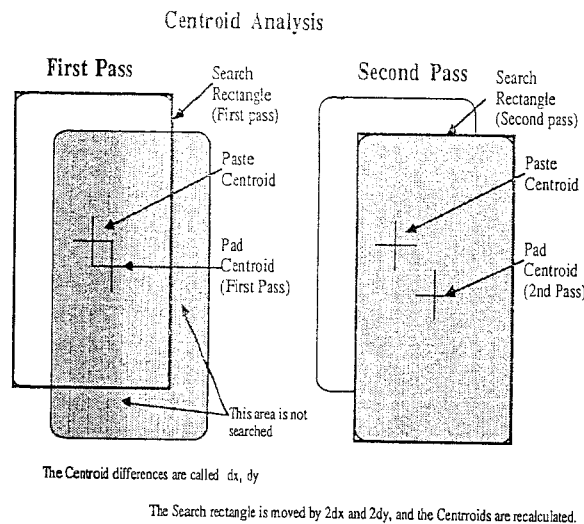 Centroid Analysis
First Pass
Search
Rectangle
(First pass)
Paste
Centroid
Pad
Centroid
(First Pass)
This area is not
searched
Second Pass
Search
Rectangle
(Second pass)
Paste
Centroid
Pad
Centroid
(2nd Pass)
The Centroid differences are called dx, dy
The Search rectangle is moved by 2dx and 2dy, and the Centrroids are recalculated.